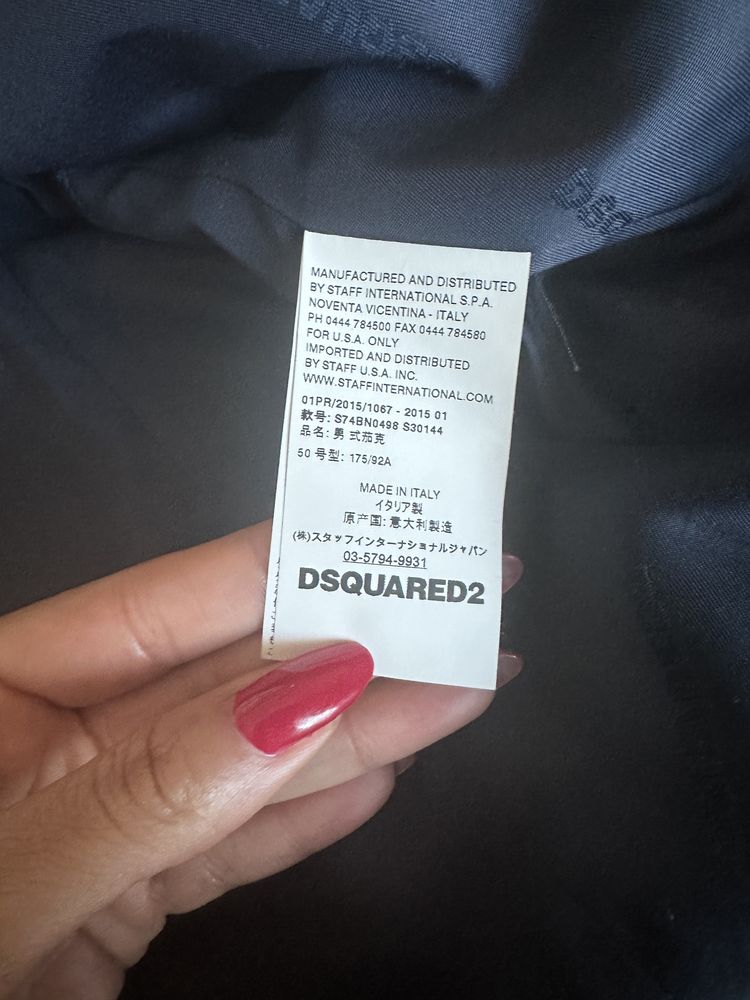 MANUFACTURED AND DISTRIBUTED
BY STAFF INTERNATIONAL S.P.A.
NOVENTA VICENTINA - ITALY
PH 0444 784500 FAX 0444 784580
FOR U.S.A. ONLY
IMPORTED AND DISTRIBUTED
BY STAFF U.S.A. INC.
WWW.STAFFINTERNATIONAL.COM
01PR/2015/1067 - 2015 01
款号: S74BN0498 S30144
品名: 男 式茄克
50 号型: 175/92A
MADE IN ITALY
イタリア製
原产国: 意大利製造
(株)スタッフインターナショナルジャパン
03-5794-9931
DSQUARED2